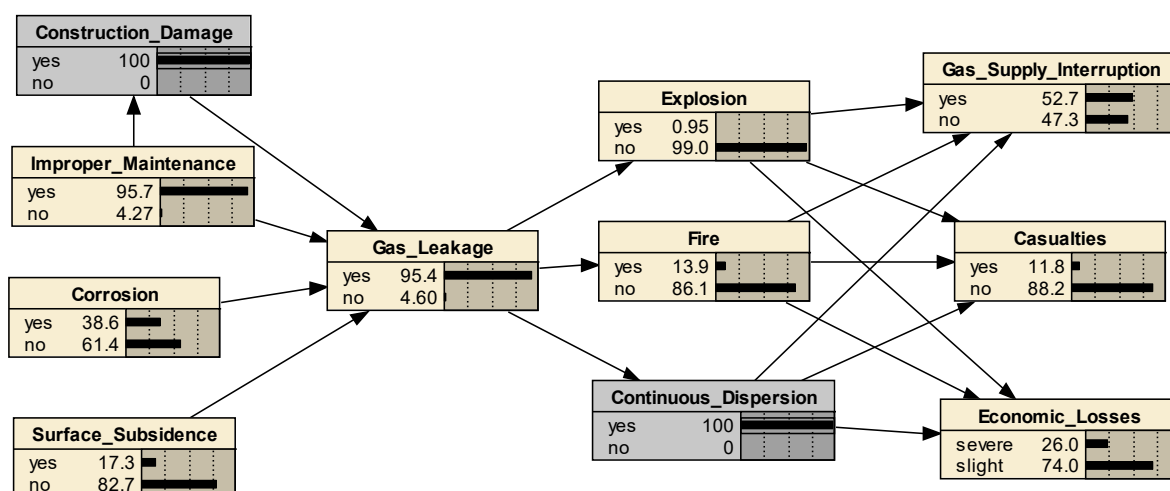 Construction_Damage
yes 100
no 0
Improper_Maintenance
yes 95.7
no 4.27
Corrosion
yes 38.6
no 61.4
Surface_Subsidence
yes 17.3
no 82.7
Gas_Leakage
yes 95.4
no 4.60
Explosion
yes 0.95
no 99.0
Fire
yes 13.9
no 86.1
Continuous_Dispersion
yes 100
no 0
Gas_Supply_Interruption
yes 52.7
no 47.3
Casualties
yes 11.8
no 88.2
Economic_Losses
severe 26.0
slight 74.0